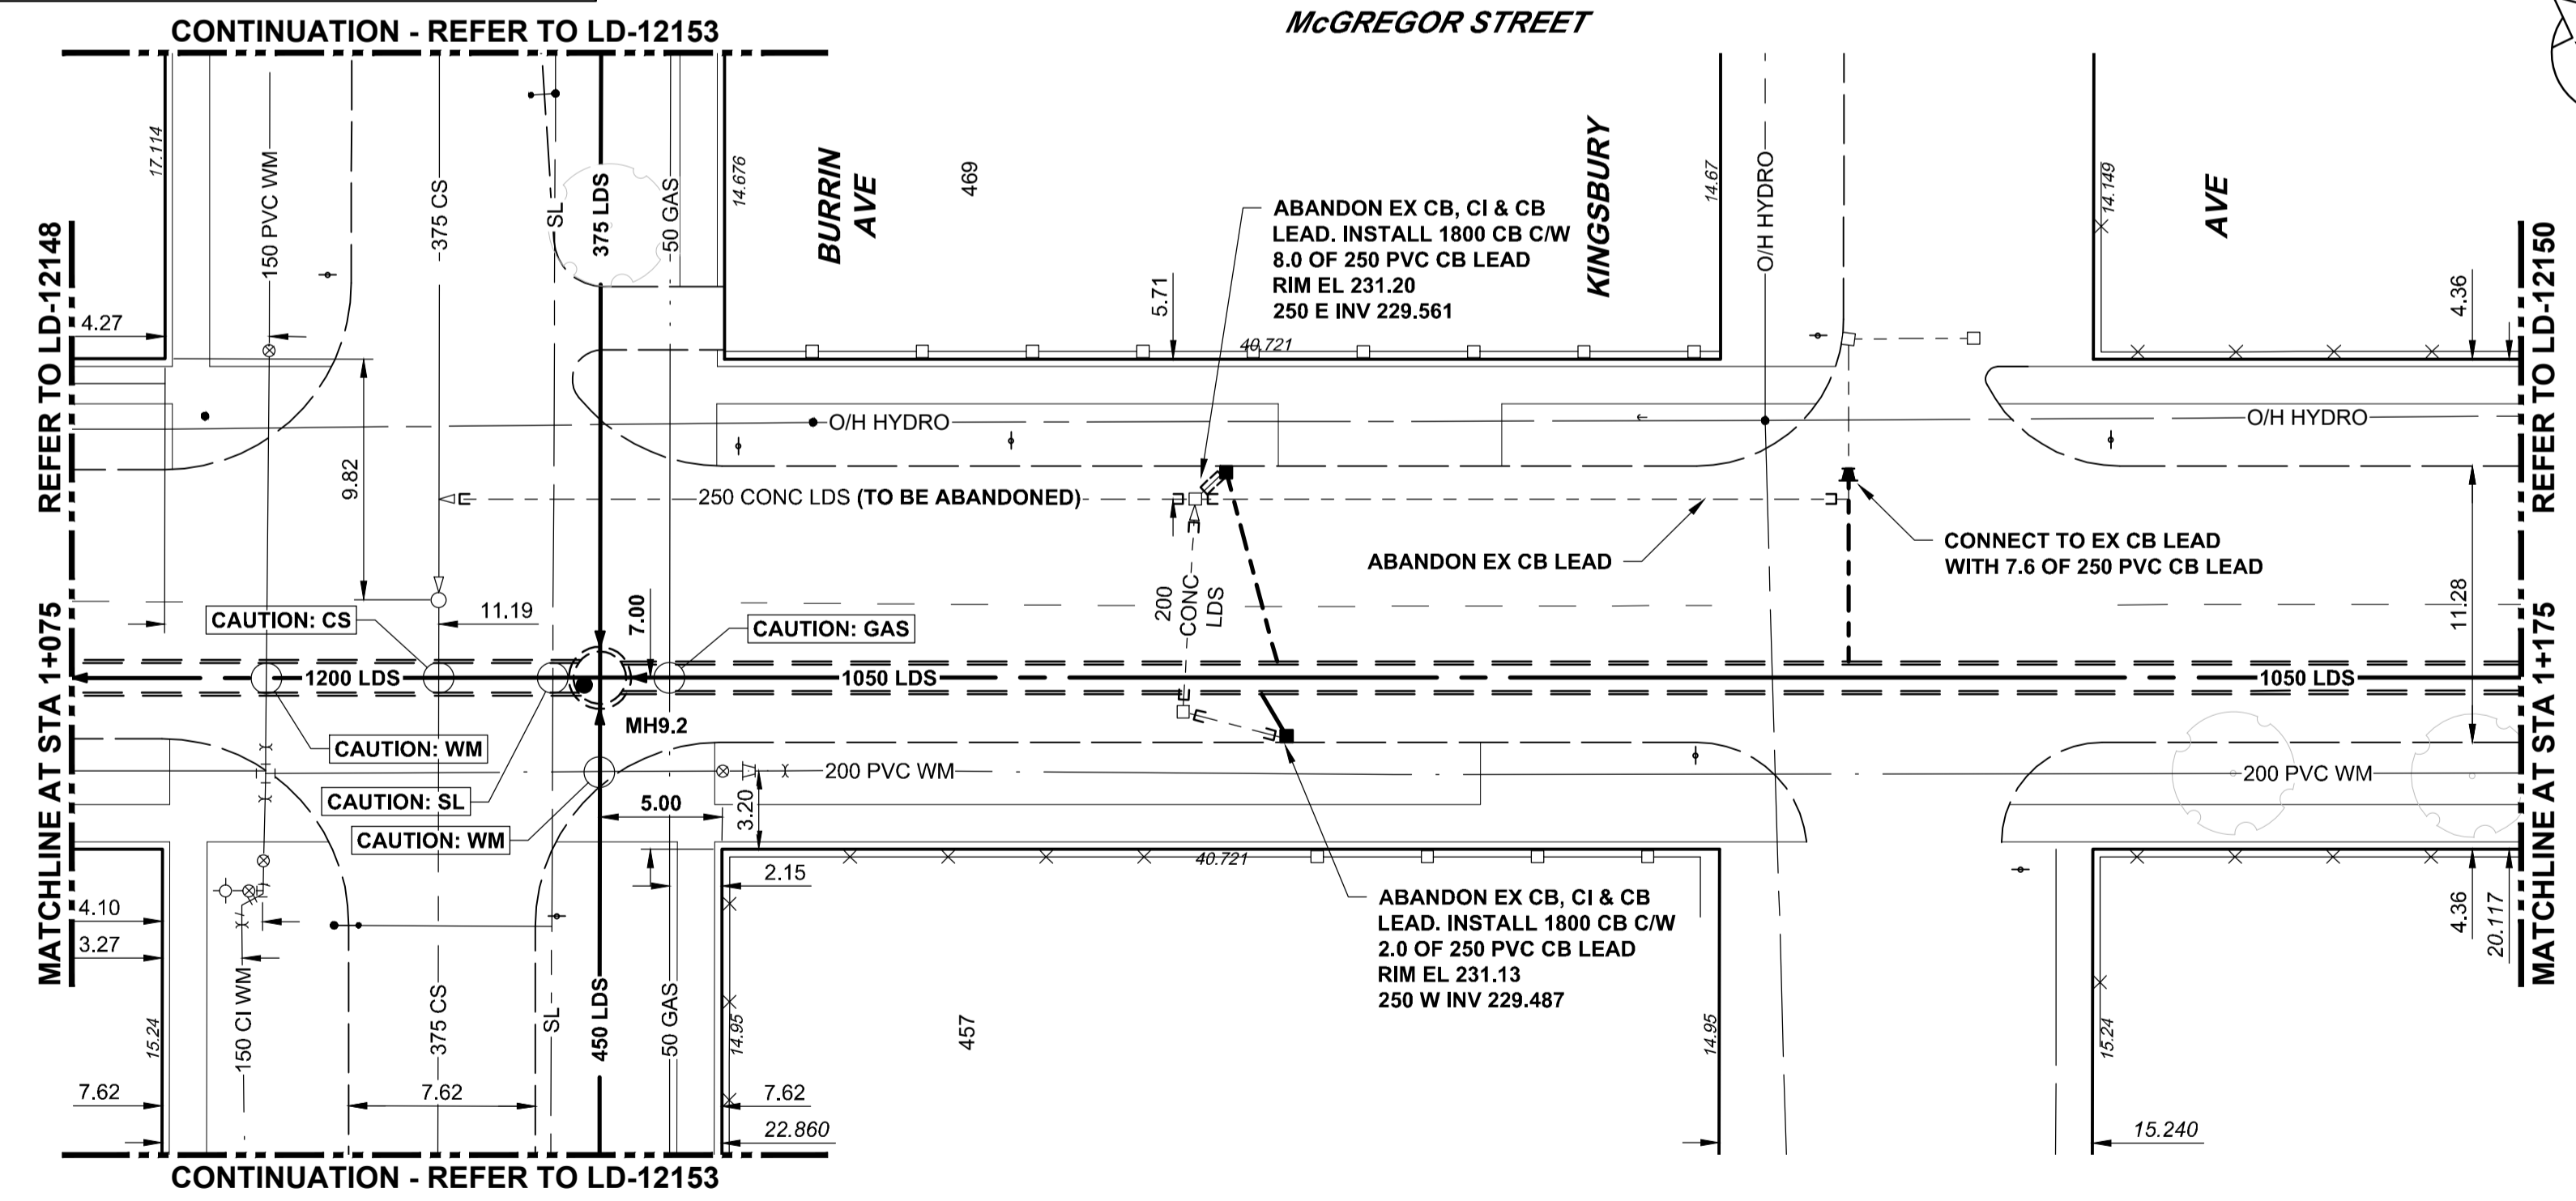 CONTINUATION - REFER TO LD-12153
McGREGOR STREET
17.114
150 PVC WM
375 CS
SL
375 LDS
50 GAS
14.676
BURRIN
AVE
469
ABANDON EX CB, CI & CB
LEAD. INSTALL 1800 CB C/W
8.0 OF 250 PVC CB LEAD
RIM EL 231.20
250 E INV 229.561
KINGSBURY
14.67
O/H HYDRO
14.149
AVE
REFER TO LD-12148
REFER TO LD-12150
4.27
5.71
40.721
4.36
9.82
O/H HYDRO
O/H HYDRO
250 CONC LDS (TO BE ABANDONED)
200
CONC
LDS
ABANDON EX CB LEAD
CONNECT TO EX CB LEAD
WITH 7.6 OF 250 PVC CB LEAD
11.28
CAUTION: CS
11.19
7.00
CAUTION: GAS
1200 LDS
1050 LDS
1050 LDS
MH9.2
CAUTION: WM
CAUTION: SL
CAUTION: WM
5.00
3.20
200 PVC WM
200 PVC WM
MATCHLINE AT STA 1+075
MATCHLINE AT STA 1+175
2.15
40.721
4.10
3.27
ABANDON EX CB, CI & CB
LEAD. INSTALL 1800 CB C/W
2.0 OF 250 PVC CB LEAD
RIM EL 231.13
250 W INV 229.487
4.36
20.117
15.24
150 CI WM
375 CS
SL
450 LDS
50 GAS
14.95
457
14.95
15.24
7.62
7.62
7.62
22.860
15.240
CONTINUATION - REFER TO LD-12153